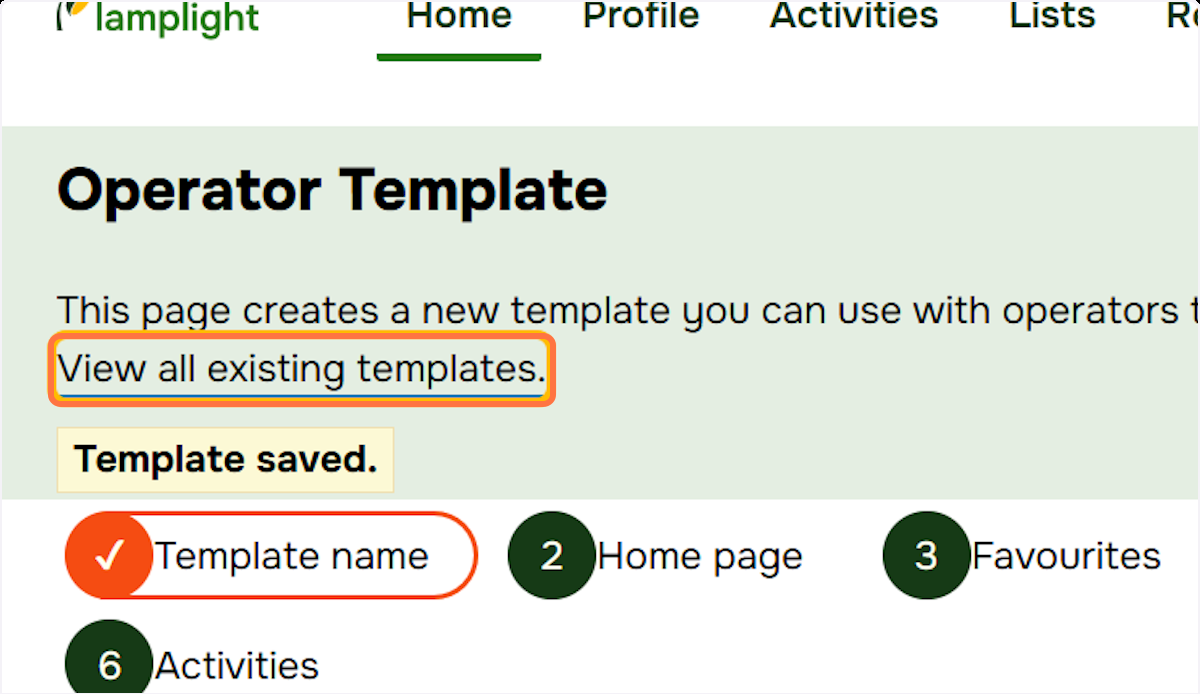 lamplight Home Profile Activities Lists
Operator Template
This page creates a new template you can use with operators
View all existing templates.
Template saved.
✓ Template name 2 Home page 3 Favourites
6 Activities